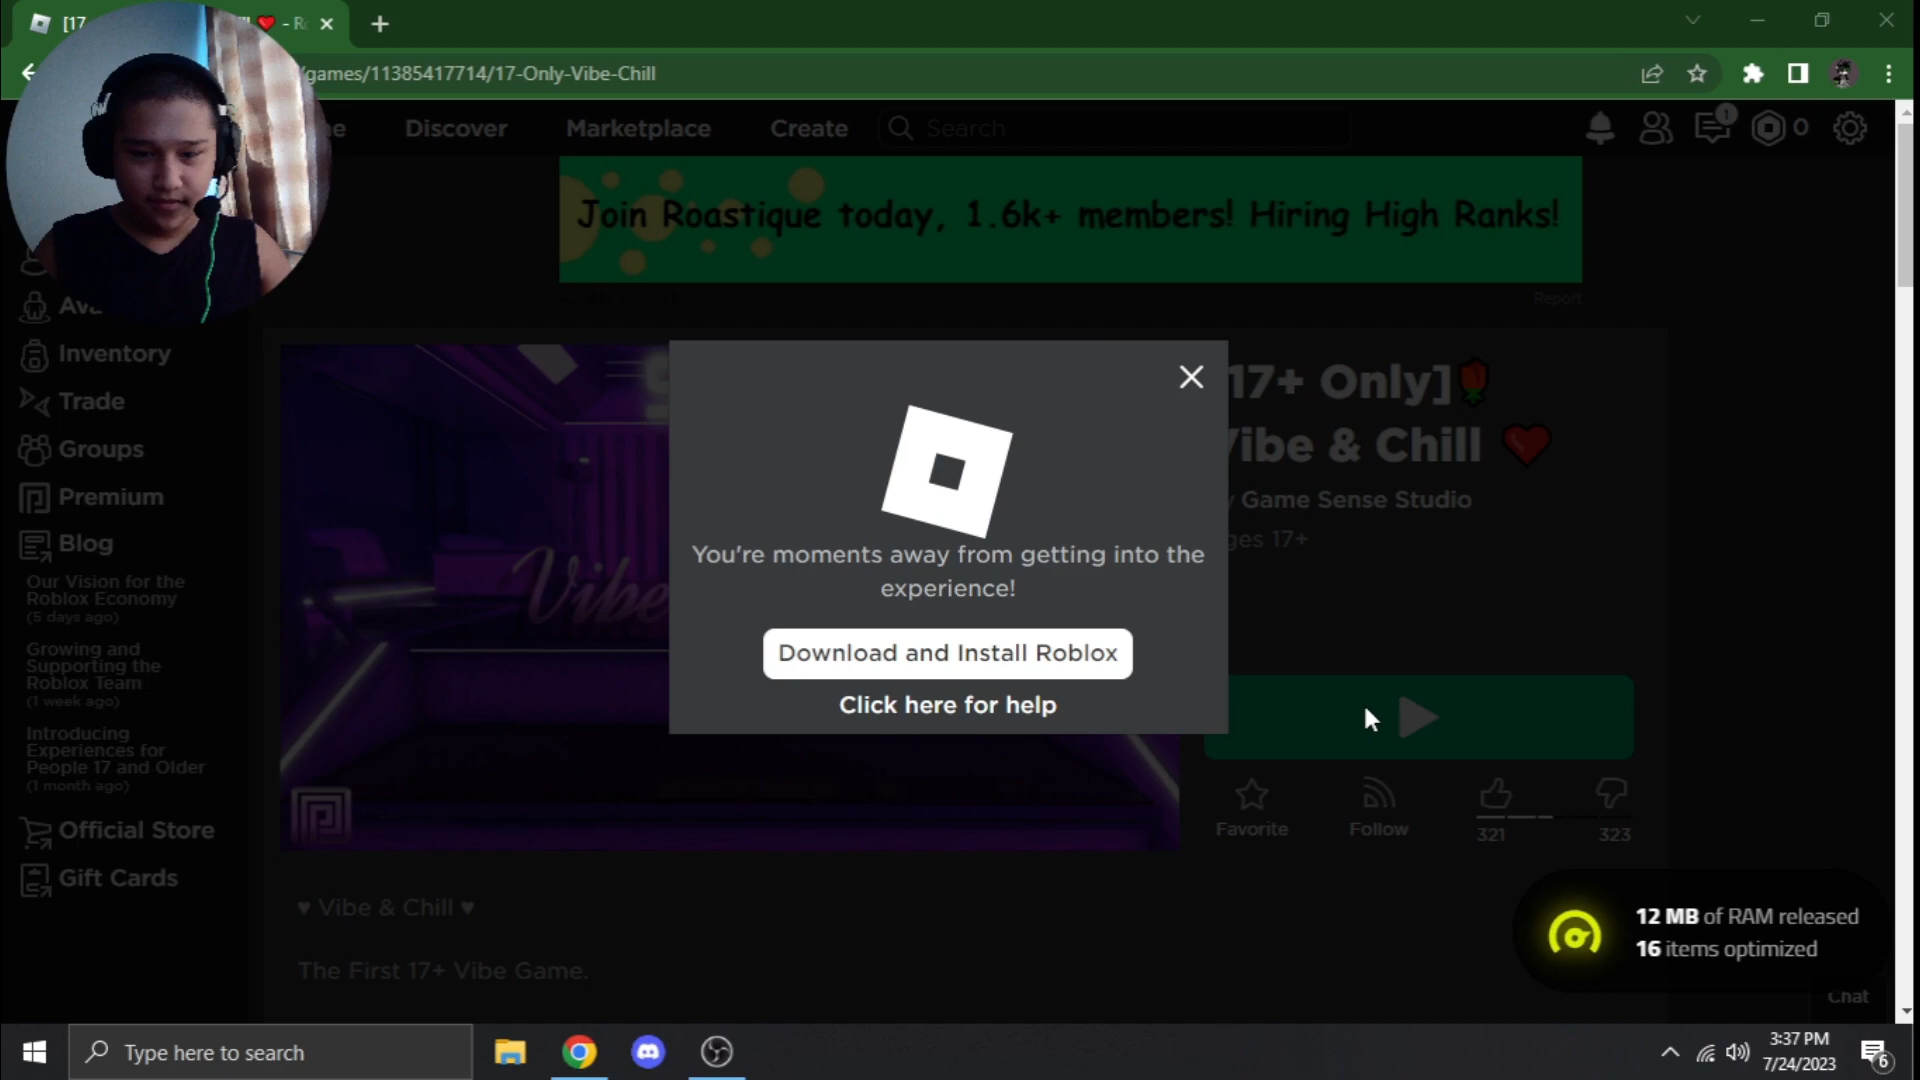 [17
- R
games/11385417714/17-Only-Vibe-Chill
Discover
Marketplace
Create
Search
1
0
Join Roastique today, 1.6k+ members! Hiring High Ranks!
Report
Inventory
Trade
Groups
Premium
Blog
Our Vision for the
Roblox Economy
(5 days ago)
Growing and
Supporting the
Roblox Team
(1 week ago)
Introducing
Experiences for
People 17 and Older
(1 month ago)
Official Store
Gift Cards
Vibe
You're moments away from getting into the
experience!
Download and Install Roblox
Click here for help
17+ Only]🌹
Vibe & Chill ❤️
Game Sense Studio
ges 17+
Favorite
Follow
321
323
♥ Vibe & Chill ♥
The First 17+ Vibe Game.
12 MB of RAM released
16 items optimized
Chat
Type here to search
3:37 PM
7/24/2023
6